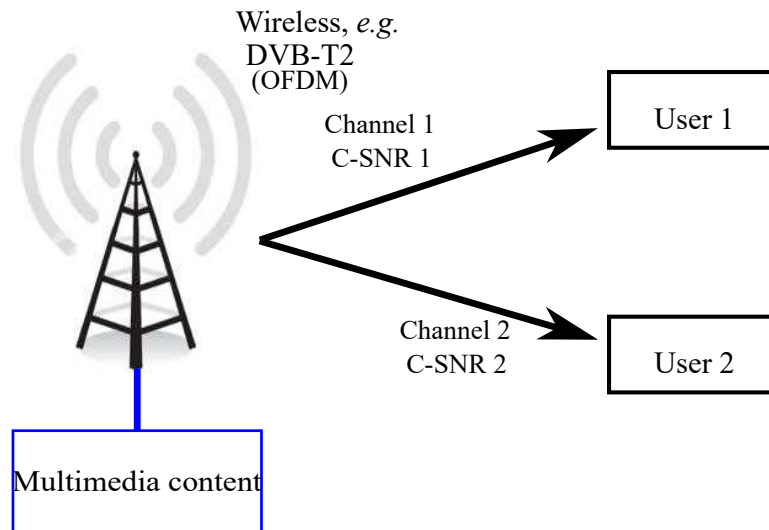 Wireless, e.g.
DVB-T2
(OFDM)
Channel 1
C-SNR 1
User 1
Channel 2
C-SNR 2
User 2
Multimedia content